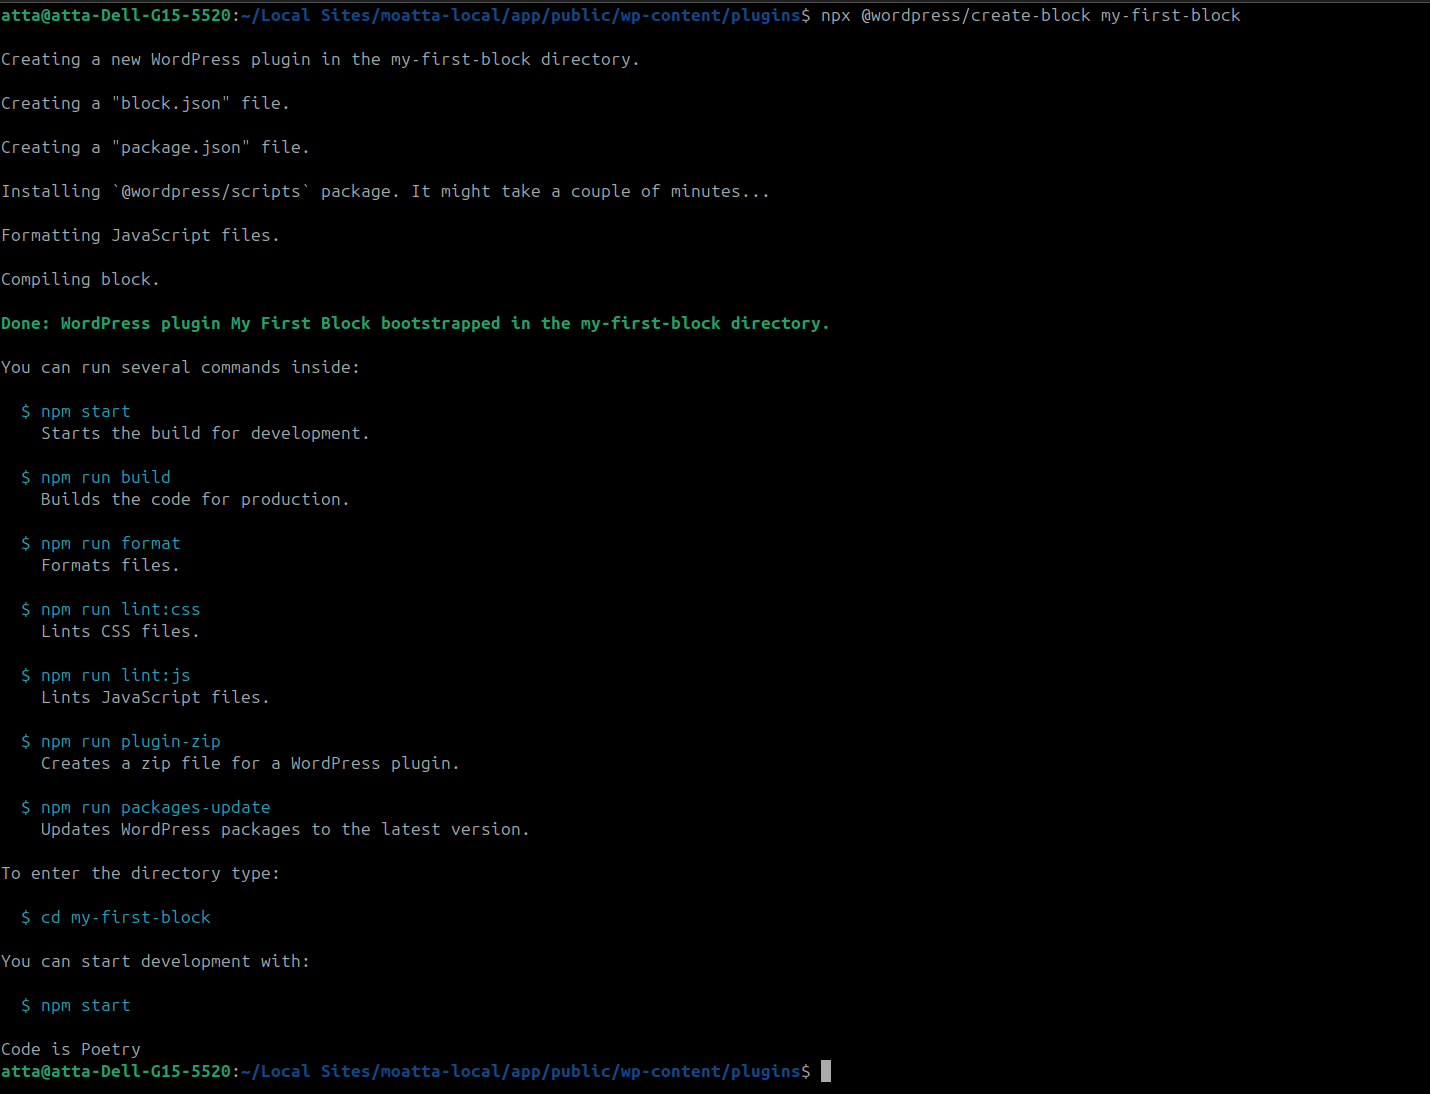 atta@atta-Dell-G15-5520:~/Local Sites/moatta-local/app/public/wp-content/plugins$ npx @wordpress/create-block my-first-block
Creating a new WordPress plugin in the my-first-block directory.
Creating a "block.json" file.
Creating a "package.json" file.
Installing `@wordpress/scripts` package. It might take a couple of minutes...
Formatting JavaScript files.
Compiling block.
Done: WordPress plugin My First Block bootstrapped in the my-first-block directory.
You can run several commands inside:
$ npm start
Starts the build for development.
$ npm run build
Builds the code for production.
$ npm run format
Formats files.
$ npm run lint:css
Lints CSS files.
$ npm run lint:js
Lints JavaScript files.
$ npm run plugin-zip
Creates a zip file for a WordPress plugin.
$ npm run packages-update
Updates WordPress packages to the latest version.
To enter the directory type:
$ cd my-first-block
You can start development with:
$ npm start
Code is Poetry
atta@atta-Dell-G15-5520:~/Local Sites/moatta-local/app/public/wp-content/plugins$